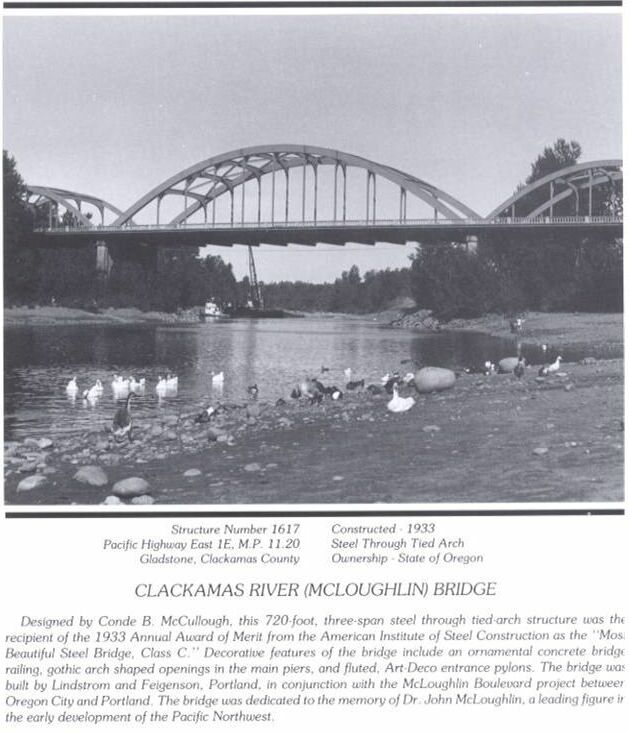 Structure Number 1617
Pacific Highway East 1E, M.P. 11.20
Gladstone, Clackamas County
Constructed - 1933
Steel Through Tied Arch
Ownership - State of Oregon
CLACKAMAS RIVER (MCLOUGHLIN) BRIDGE
Designed by Conde B. McCullough, this 720-foot, three-span steel through tied-arch structure was the
recipient of the 1933 Annual Award of Merit from the American Institute of Steel Construction as the "Most
Beautiful Steel Bridge, Class C." Decorative features of the bridge include an ornamental concrete bridge
railing, gothic arch shaped openings in the main piers, and fluted, Art-Deco entrance pylons. The bridge was
built by Lindstrom and Feigenson, Portland, in conjunction with the McLoughlin Boulevard project between
Oregon City and Portland. The bridge was dedicated to the memory of Dr. John McLoughlin, a leading figure in
the early development of the Pacific Northwest.